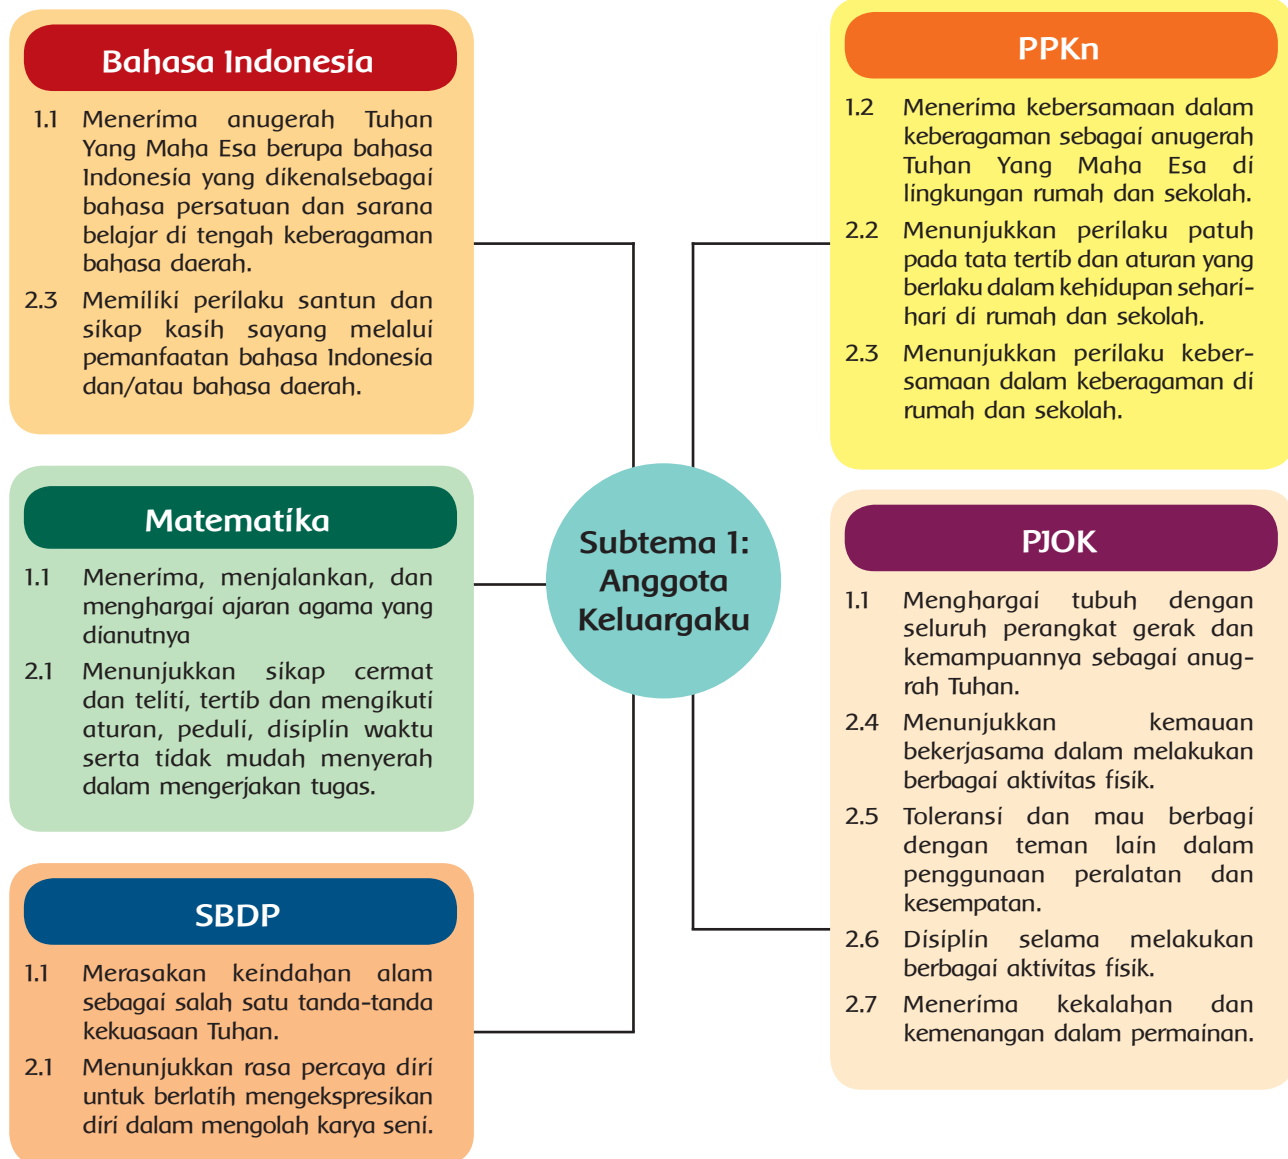 Bahasa Indonesia
1.1 Menerima anugerah Tuhan
Yang Maha Esa berupa bahasa
Indonesia yang dikenalsebagai
bahasa persatuan dan sarana
belajar di tengah keberagaman
bahasa daerah.
2.3 Memiliki perilaku santun dan
sikap kasih sayang melalui
pemanfaatan bahasa Indonesia
dan/atau bahasa daerah.
Matematika
1.1 Menerima, menjalankan, dan
menghargai ajaran agama yang
dianutnya
2.1 Menunjukkan sikap cermat
dan teliti, tertib dan mengikuti
aturan, peduli, disiplin waktu
serta tidak mudah menyerah
dalam mengerjakan tugas.
SBDP
1.1 Merasakan keindahan alam
sebagai salah satu tanda-tanda
kekuasaan Tuhan.
2.1 Menunjukkan rasa percaya diri
untuk berlatih mengekspresikan
diri dalam mengolah karya seni.
Subtema 1:
Anggota
Keluargaku
PPKn
1.2 Menerima kebersamaan dalam
keberagaman sebagai anugerah
Tuhan Yang Maha Esa di
lingkungan rumah dan sekolah.
2.2 Menunjukkan perilaku patuh
pada tata tertib dan aturan yang
berlaku dalam kehidupan sehari-
hari di rumah dan sekolah.
2.3 Menunjukkan perilaku keber-
samaan dalam keberagaman di
rumah dan sekolah.
PJOK
1.1 Menghargai tubuh dengan
seluruh perangkat gerak dan
kemampuannya sebagai anug-
rah Tuhan.
2.4 Menunjukkan kemauan
bekerjasama dalam melakukan
berbagai aktivitas fisik.
2.5 Toleransi dan mau berbagi
dengan teman lain dalam
penggunaan peralatan dan
kesempatan.
2.6 Disiplin selama melakukan
berbagai aktivitas fisik.
2.7 Menerima kekalahan dan
kemenangan dalam permainan.